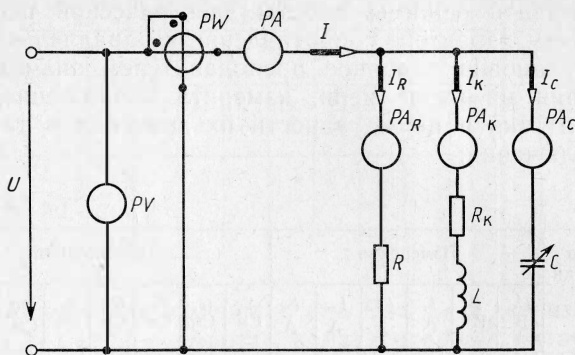 PW PA I
I_R I_K I_C
PA_R PA_K PA_C
U PV
R_K
R L C